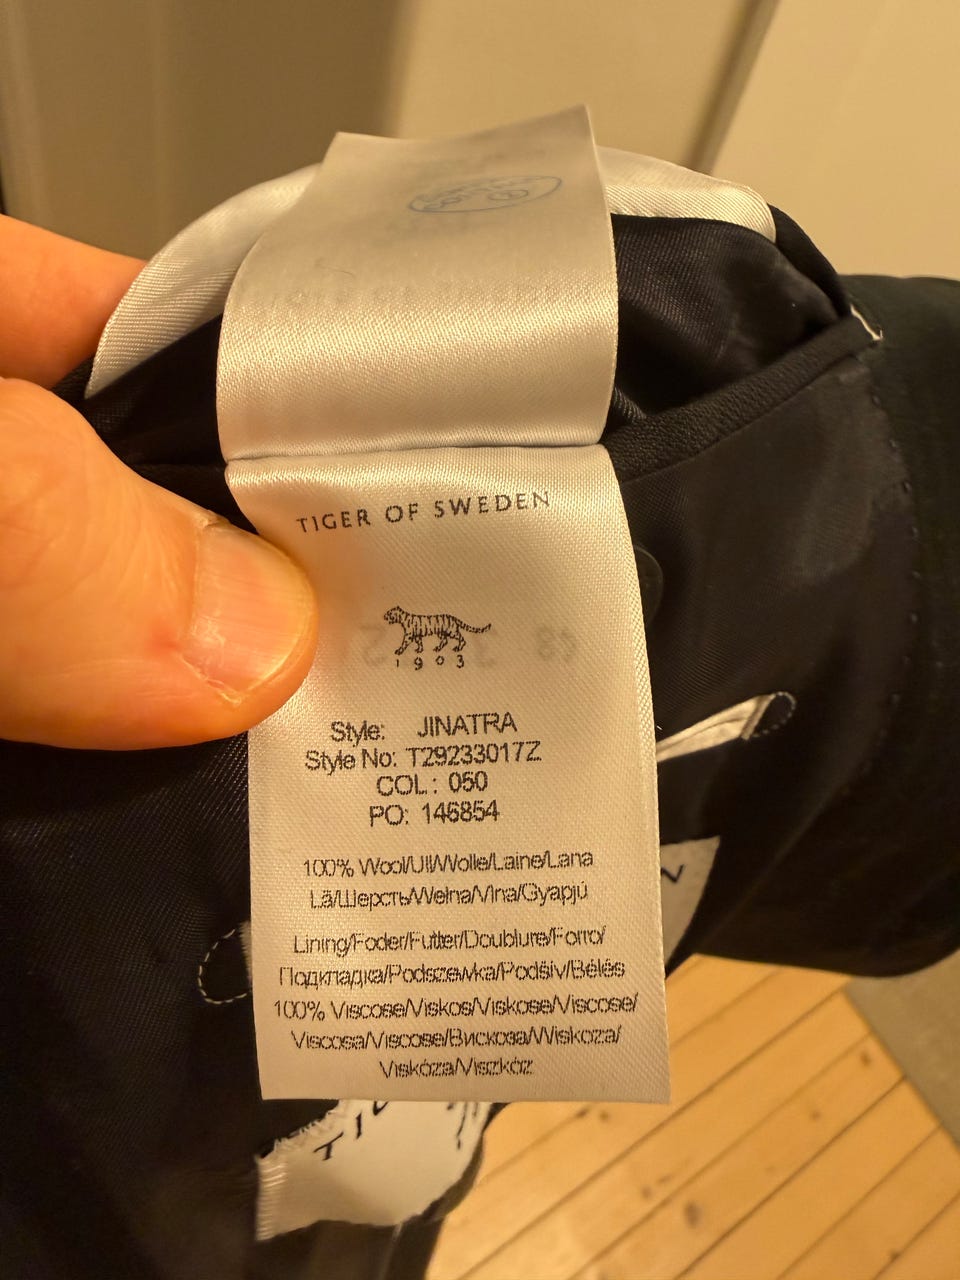 TIGER OF SWEDEN
1903
Style: JINATRA
Style No: T29233017Z
COL: 050
PO: 146854
100% Wool/Ull/Wolle/Laine/Lana
Lã/Шерсть/Wełna/Vlna/Gyapjú
Lining/Foder/Futter/Doublure/Forro/
Подкладка/Podszewka/Podšív/Bélés
100% Viscose/Viskos/Viskose/Viscose/
Viscosa/Viscose/Вискоза/Wiskoza/
Viskóza/Viszkóz
N